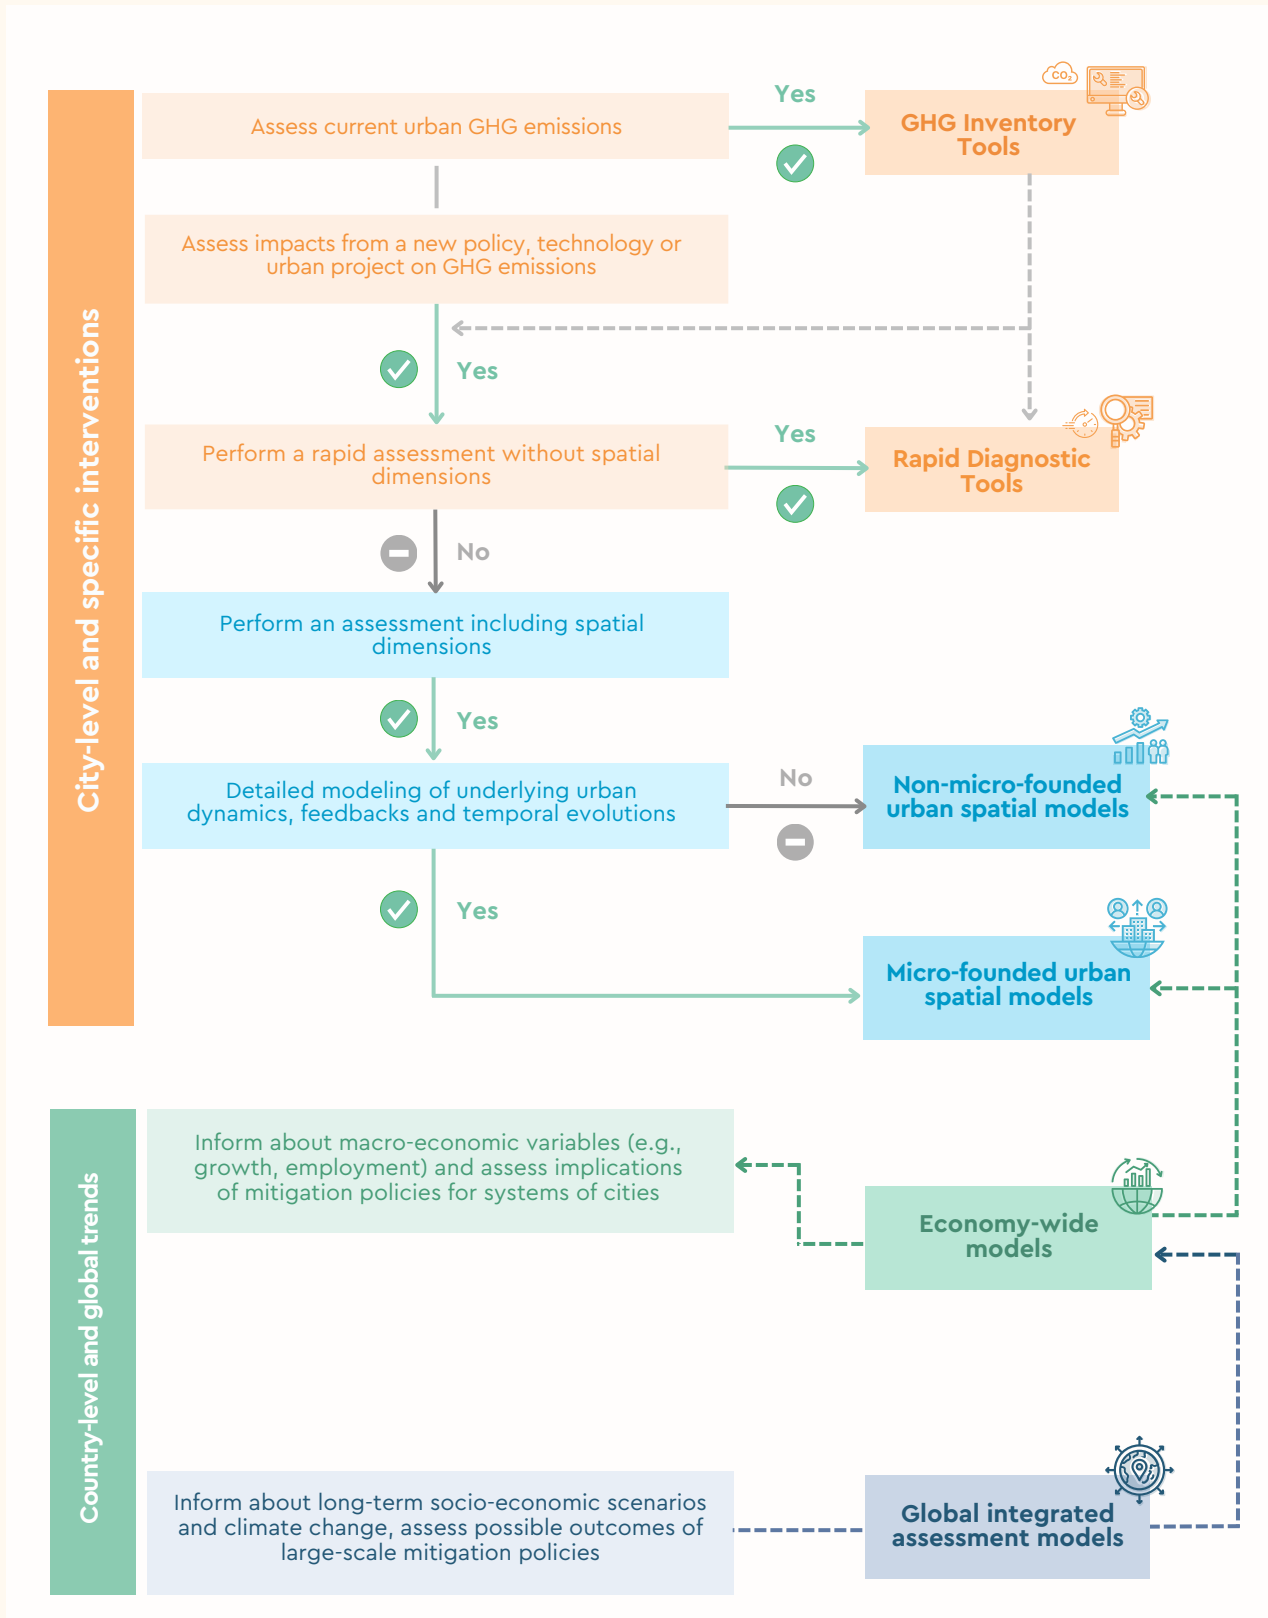 City-level and specific interventions
Assess current urban GHG emissions
Yes
CO₂
GHG Inventory
Tools
Assess impacts from a new policy, technology or
urban project on GHG emissions
Yes
Perform a rapid assessment without spatial
dimensions
Yes
Rapid Diagnostic
Tools
No
Perform an assessment including spatial
dimensions
Yes
Detailed modeling of underlying urban
dynamics, feedbacks and temporal evolutions
No
Non-micro-founded
urban spatial models
Yes
Micro-founded urban
spatial models
Country-level and global trends
Inform about macro-economic variables (e.g.,
growth, employment) and assess implications
of mitigation policies for systems of cities
Economy-wide
models
Inform about long-term socio-economic scenarios
and climate change, assess possible outcomes of
large-scale mitigation policies
Global integrated
assessment models